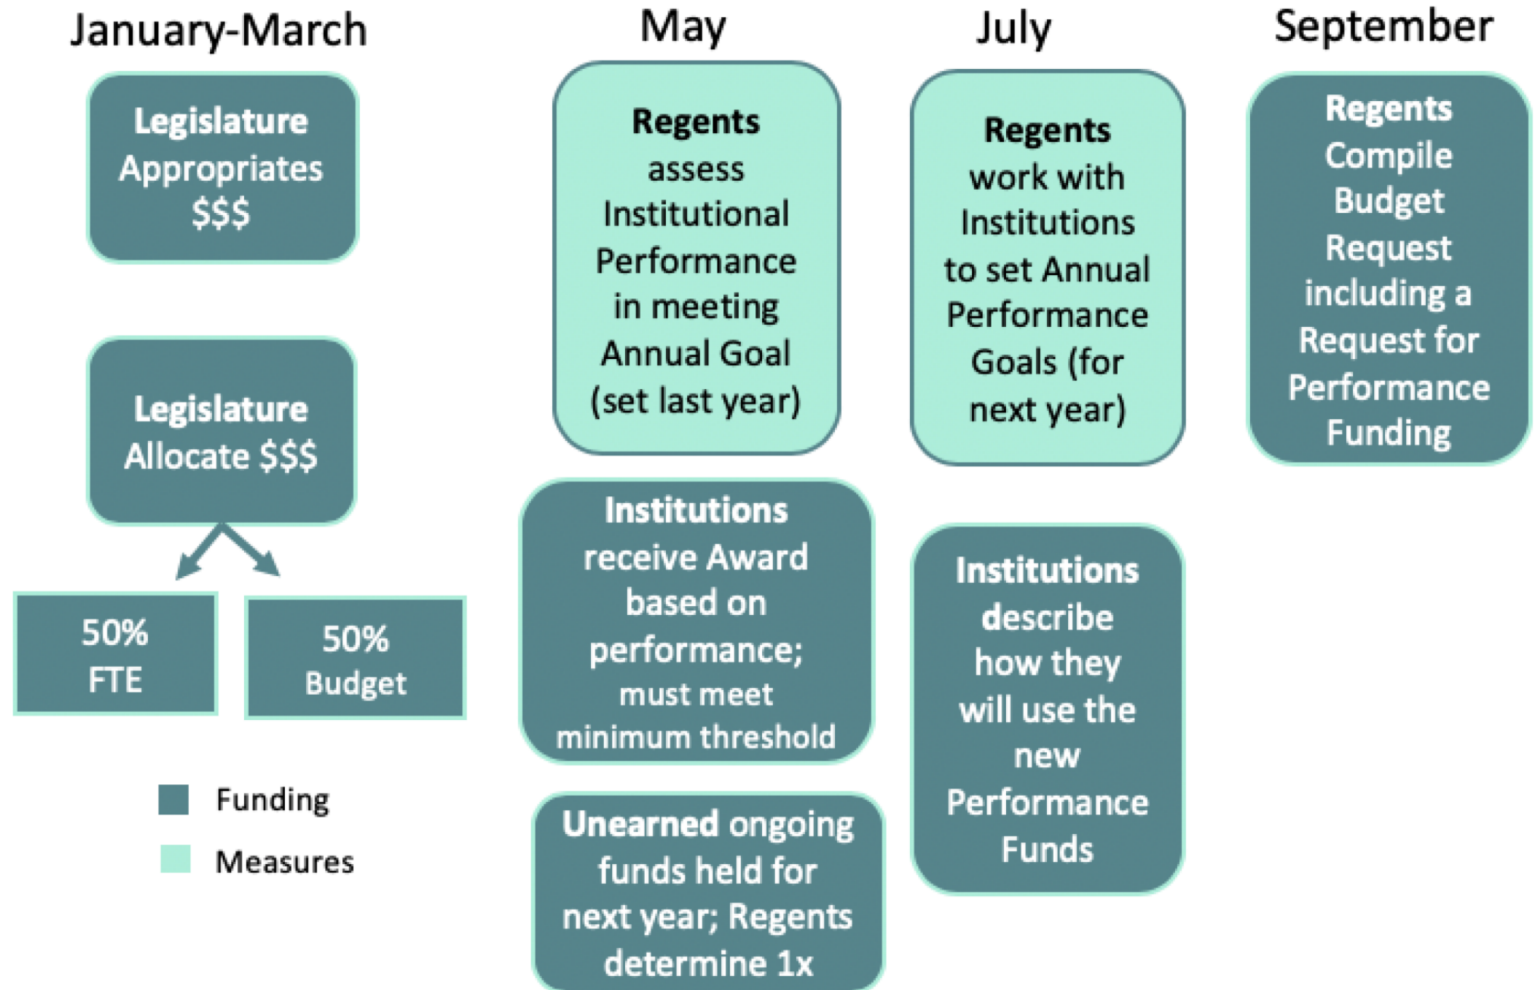 January-March
Legislature
Appropriates
$$$
Legislature
Allocate $$$
50%
FTE
50%
Budget
Funding
Measures
May
Regents
assess
Institutional
Performance
in meeting
Annual Goal
(set last year)
Institutions
receive Award
based on
performance;
must meet
minimum threshold
Unearned ongoing
funds held for
next year; Regents
determine 1x
July
Regents
work with
Institutions
to set Annual
Performance
Goals (for
next year)
Institutions
describe
how they
will use the
new
Performance
Funds
September
Regents
Compile
Budget
Request
including a
Request for
Performance
Funding